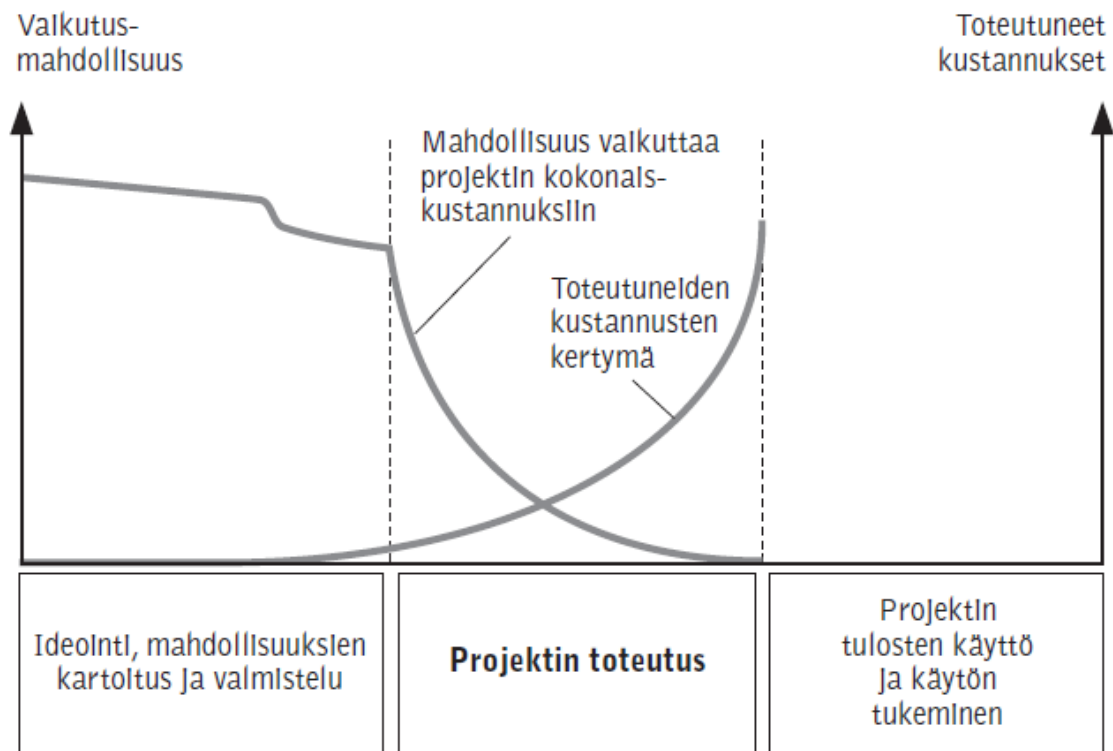 Vaikutus-
mahdollisuus
Toteutuneet
kustannukset
Mahdollisuus vaikuttaa
projektin kokonais-
kustannuksiin
Toteutuneiden
kustannusten
kertymä
Ideointi, mahdollisuuksien
kartoitus ja valmistelu
Projektin toteutus
Projektin
tulosten käyttö
ja käytön
tukeminen